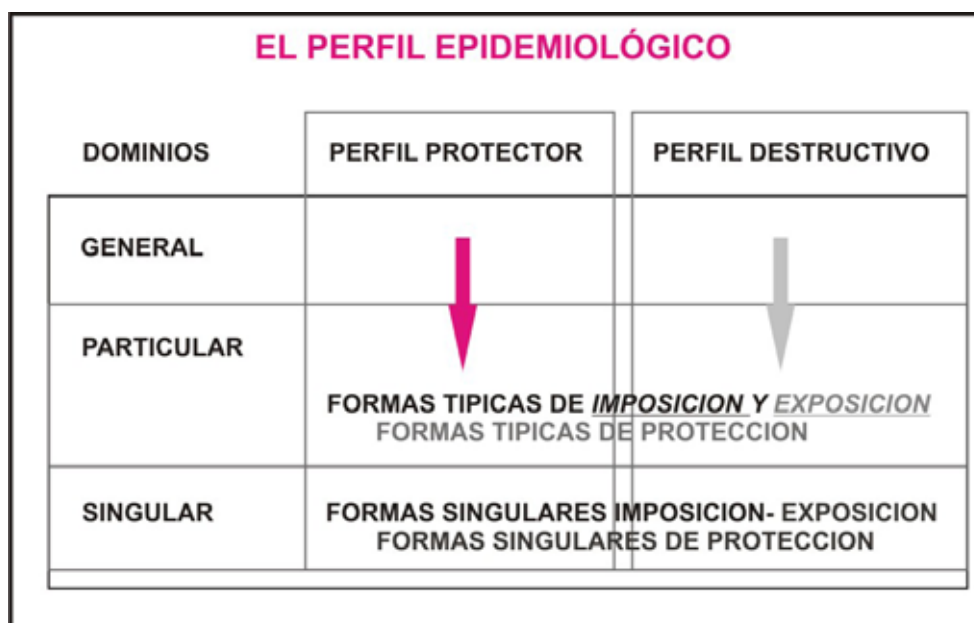 EL PERFIL EPIDEMIOLÓGICO
DOMINIOS PERFIL PROTECTOR PERFIL DESTRUCTIVO
GENERAL
PARTICULAR
FORMAS TIPICAS DE IMPOSICION Y EXPOSICION
FORMAS TIPICAS DE PROTECCION
SINGULAR FORMAS SINGULARES IMPOSICION- EXPOSICION
FORMAS SINGULARES DE PROTECCION